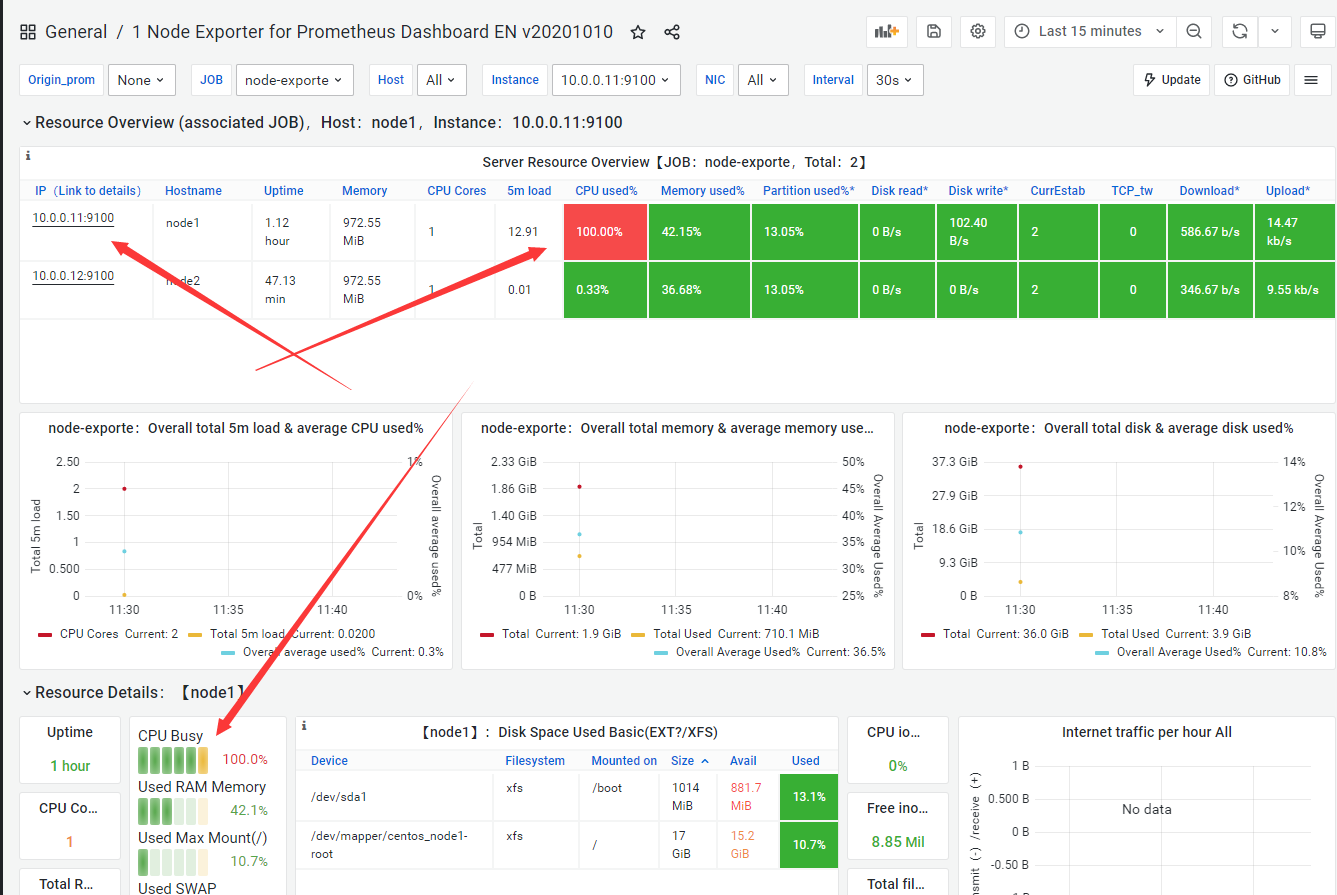 General / 1 Node Exporter for Prometheus Dashboard EN v20201010
Last 15 minutes
Origin_prom None JOB node-exporte Host All Instance 10.0.0.11:9100 NIC All Interval 30s Update GitHub
Resource Overview (associated JOB)，Host：node1，Instance：10.0.0.11:9100
Server Resource Overview【JOB：node-exporte，Total：2】
IP（Link to details） Hostname Uptime Memory CPU Cores 5m load CPU used% Memory used% Partition used%* Disk read* Disk write* CurrEstab TCP_tw Download* Upload*
10.0.0.11:9100 node1 1.12 hour 972.55 MiB 1 12.91 100.00% 42.15% 13.05% 0 B/s 102.40 B/s 2 0 586.67 b/s 14.47 kb/s
10.0.0.12:9100 node2 47.13 min 972.55 MiB 1 0.01 0.33% 36.68% 13.05% 0 B/s 0 B/s 2 0 346.67 b/s 9.55 kb/s
node-exporte：Overall total 5m load & average CPU used%
Total 5m load
2.50
2
1.50
1
0.500
0
1%
0%
Overall average used%
11:30 11:35 11:40
CPU Cores Current: 2 Total 5m load Current: 0.0200
Overall average used% Current: 0.3%
node-exporte：Overall total memory & average memory use...
Total
2.33 GiB
1.86 GiB
1.40 GiB
954 MiB
477 MiB
0 B
50%
45%
40%
35%
30%
25%
Overall Average Used%
11:30 11:35 11:40
Total Current: 1.9 GiB Total Used Current: 710.1 MiB
Overall Average Used% Current: 36.5%
node-exporte：Overall total disk & average disk used%
Total
37.3 GiB
27.9 GiB
18.6 GiB
9.3 GiB
0 B
14%
12%
10%
8%
Overall Average Used%
11:30 11:35 11:40
Total Current: 36.0 GiB Total Used Current: 3.9 GiB
Overall Average Used% Current: 10.8%
Resource Details：【node1】
Uptime
1 hour
CPU Co...
1
Total R...
CPU Busy
100.0%
Used RAM Memory
42.1%
Used Max Mount(/)
10.7%
Used SWAP
【node1】：Disk Space Used Basic(EXT?/XFS)
Device Filesystem Mounted on Size Avail Used
/dev/sda1 xfs /boot 1014 MiB 881.7 MiB 13.1%
/dev/mapper/centos_node1-root xfs / 17 GiB 15.2 GiB 10.7%
CPU io...
0%
Free ino...
8.85 Mil
Total fil...
Internet traffic per hour All
(-) /receive (+)
1 B
0.500 B
0 B
-0.50 B
No data